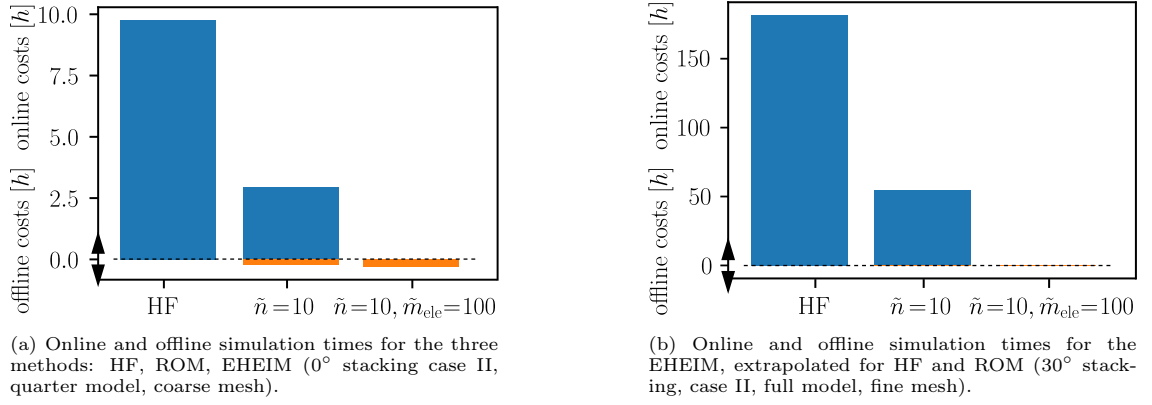 10.0
7.5
5.0
2.5
0.0
offline costs [h] online costs [h]
HF ñ=10 ñ=10, m̃ele=100
(a) Online and offline simulation times for the three
methods: HF, ROM, EHEIM (0° stacking case II,
quarter model, coarse mesh).
150
100
50
0
offline costs [h] online costs [h]
HF ñ=10 ñ=10, m̃ele=100
(b) Online and offline simulation times for the
EHEIM, extrapolated for HF and ROM (30° stack-
ing, case II, full model, fine mesh).